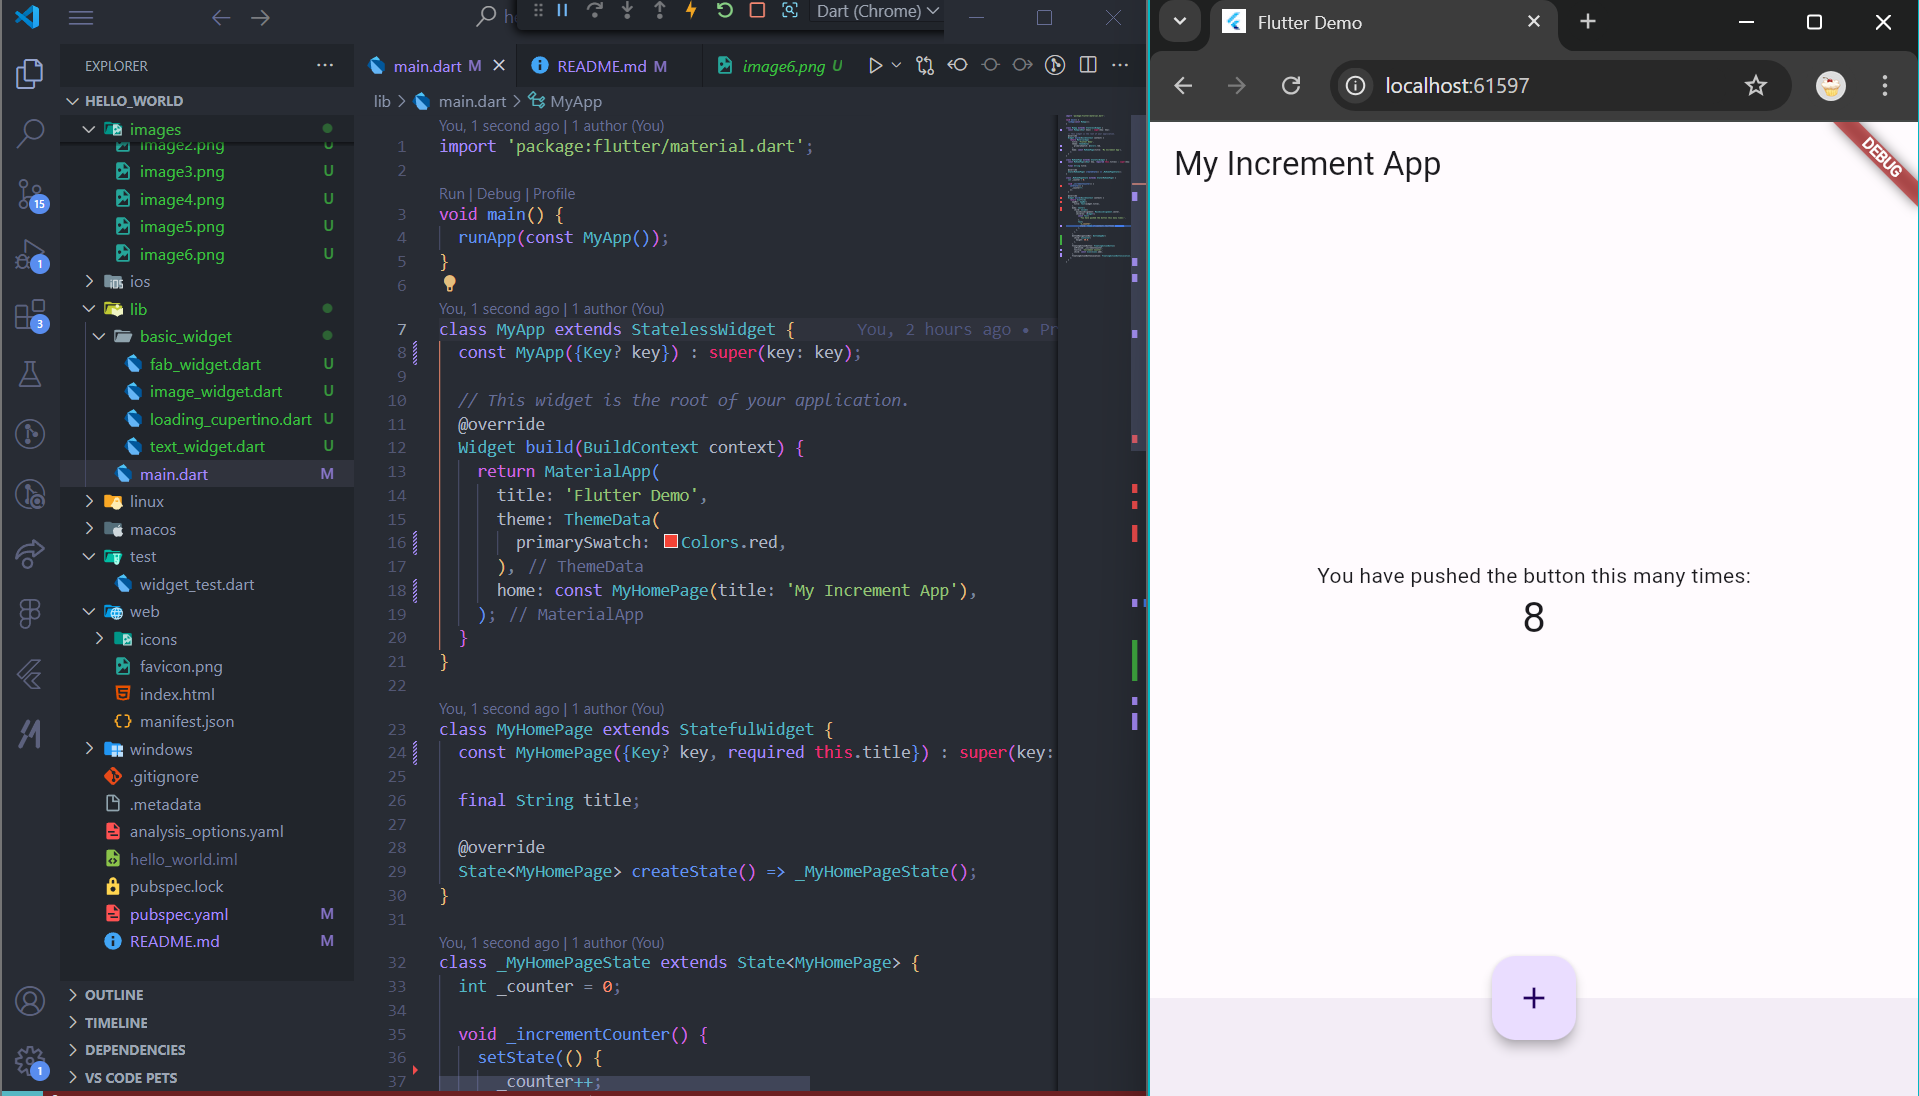 Dart (Chrome)
EXPLORER
HELLO_WORLD
images
image2.png U
image3.png U
image4.png U
image5.png U
image6.png U
ios
lib
basic_widget
fab_widget.dart U
image_widget.dart U
loading_cupertino.dart U
text_widget.dart U
main.dart M
linux
macos
test
widget_test.dart
web
icons
favicon.png
index.html
manifest.json
windows
.gitignore
.metadata
analysis_options.yaml
hello_world.iml
pubspec.lock
pubspec.yaml M
README.md M
OUTLINE
TIMELINE
DEPENDENCIES
VS CODE PETS
15
1
3
1
main.dart M
README.md M
image6.png U
lib > main.dart > MyApp
You, 1 second ago | 1 author (You)
1 import 'package:flutter/material.dart';
2
Run | Debug | Profile
3 void main() {
4 runApp(const MyApp());
5 }
6
You, 1 second ago | 1 author (You)
7 class MyApp extends StatelessWidget { You, 2 hours ago • Pr
8 const MyApp({Key? key}) : super(key: key);
9
10 // This widget is the root of your application.
11 @override
12 Widget build(BuildContext context) {
13 return MaterialApp(
14 title: 'Flutter Demo',
15 theme: ThemeData(
16 primarySwatch: Colors.red,
17 ), // ThemeData
18 home: const MyHomePage(title: 'My Increment App'),
19 ); // MaterialApp
20 }
21 }
22
You, 1 second ago | 1 author (You)
23 class MyHomePage extends StatefulWidget {
24 const MyHomePage({Key? key, required this.title}) : super(key:
25
26 final String title;
27
28 @override
29 State<MyHomePage> createState() => _MyHomePageState();
30 }
31
You, 1 second ago | 1 author (You)
32 class _MyHomePageState extends State<MyHomePage> {
33 int _counter = 0;
34
35 void _incrementCounter() {
36 setState(() {
37 _counter++;
Flutter Demo
localhost:61597
My Increment App
DEBUG
You have pushed the button this many times:
8
+